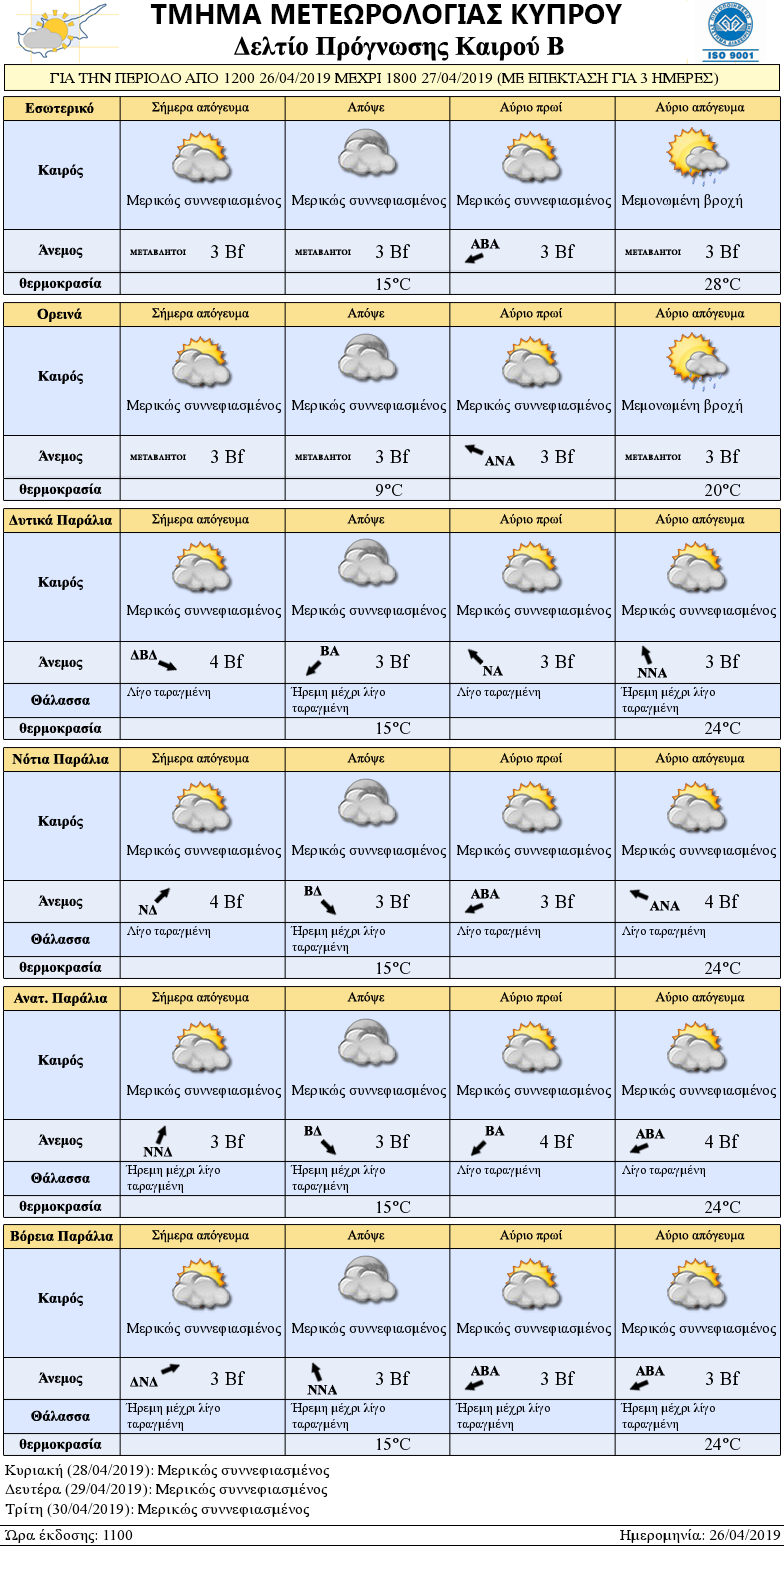 ΤΜΗΜΑ ΜΕΤΕΩΡΟΛΟΓΙΑΣ ΚΥΠΡΟΥ
Δελτίο Πρόγνωσης Καιρού Β
ISO 9001
ΓΙΑ ΤΗΝ ΠΕΡΙΟΔΟ ΑΠΟ 1200 26/04/2019 ΜΕΧΡΙ 1800 27/04/2019 (ΜΕ ΕΠΕΚΤΑΣΗ ΓΙΑ 3 ΗΜΕΡΕΣ)
Εσωτερικό Σήμερα απόγευμα Απόψε Αύριο πρωί Αύριο απόγευμα
Καιρός
Μερικώς συννεφιασμένος Μερικώς συννεφιασμένος Μερικώς συννεφιασμένος Μεμονωμένη βροχή
Άνεμος ΜΕΤΑΒΛΗΤΟΙ 3 Bf ΜΕΤΑΒΛΗΤΟΙ 3 Bf ΑΒΑ 3 Bf ΜΕΤΑΒΛΗΤΟΙ 3 Bf
θερμοκρασία 15°C 28°C
Ορεινά Σήμερα απόγευμα Απόψε Αύριο πρωί Αύριο απόγευμα
Καιρός
Μερικώς συννεφιασμένος Μερικώς συννεφιασμένος Μερικώς συννεφιασμένος Μεμονωμένη βροχή
Άνεμος ΜΕΤΑΒΛΗΤΟΙ 3 Bf ΜΕΤΑΒΛΗΤΟΙ 3 Bf ΑΝΑ 3 Bf ΜΕΤΑΒΛΗΤΟΙ 3 Bf
θερμοκρασία 9°C 20°C
Δυτικά Παράλια Σήμερα απόγευμα Απόψε Αύριο πρωί Αύριο απόγευμα
Καιρός
Μερικώς συννεφιασμένος Μερικώς συννεφιασμένος Μερικώς συννεφιασμένος Μερικώς συννεφιασμένος
Άνεμος ΔΒΔ 4 Bf ΒΑ 3 Bf ΝΑ 3 Bf ΝΝΑ 3 Bf
Θάλασσα Λίγο ταραγμένη Ήρεμη μέχρι λίγο ταραγμένη Λίγο ταραγμένη Ήρεμη μέχρι λίγο ταραγμένη
θερμοκρασία 15°C 24°C
Νότια Παράλια Σήμερα απόγευμα Απόψε Αύριο πρωί Αύριο απόγευμα
Καιρός
Μερικώς συννεφιασμένος Μερικώς συννεφιασμένος Μερικώς συννεφιασμένος Μερικώς συννεφιασμένος
Άνεμος ΝΔ 4 Bf ΒΔ 3 Bf ΑΒΑ 3 Bf ΑΝΑ 4 Bf
Θάλασσα Λίγο ταραγμένη Ήρεμη μέχρι λίγο ταραγμένη Λίγο ταραγμένη Λίγο ταραγμένη
θερμοκρασία 15°C 24°C
Ανατ. Παράλια Σήμερα απόγευμα Απόψε Αύριο πρωί Αύριο απόγευμα
Καιρός
Μερικώς συννεφιασμένος Μερικώς συννεφιασμένος Μερικώς συννεφιασμένος Μερικώς συννεφιασμένος
Άνεμος ΝΝΔ 3 Bf ΒΔ 3 Bf ΒΑ 4 Bf ΑΒΑ 4 Bf
Θάλασσα Ήρεμη μέχρι λίγο ταραγμένη Ήρεμη μέχρι λίγο ταραγμένη Λίγο ταραγμένη Λίγο ταραγμένη
θερμοκρασία 15°C 24°C
Βόρεια Παράλια Σήμερα απόγευμα Απόψε Αύριο πρωί Αύριο απόγευμα
Καιρός
Μερικώς συννεφιασμένος Μερικώς συννεφιασμένος Μερικώς συννεφιασμένος Μερικώς συννεφιασμένος
Άνεμος ΔΝΔ 3 Bf ΝΝΑ 3 Bf ΑΒΑ 3 Bf ΑΒΑ 3 Bf
Θάλασσα Ήρεμη μέχρι λίγο ταραγμένη Ήρεμη μέχρι λίγο ταραγμένη Ήρεμη μέχρι λίγο ταραγμένη Ήρεμη μέχρι λίγο ταραγμένη
θερμοκρασία 15°C 24°C
Κυριακή (28/04/2019): Μερικώς συννεφιασμένος
Δευτέρα (29/04/2019): Μερικώς συννεφιασμένος
Τρίτη (30/04/2019): Μερικώς συννεφιασμένος
Ώρα έκδοσης: 1100 Ημερομηνία: 26/04/2019